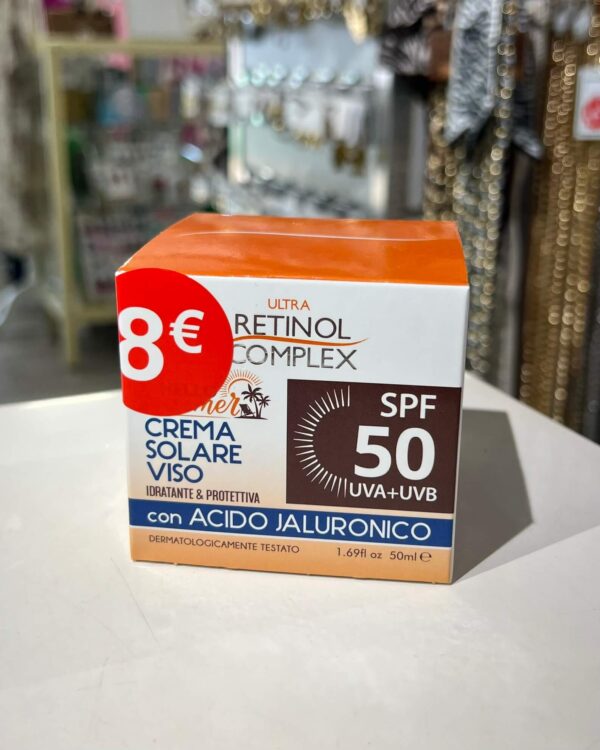 8€
ULTRA
RETINOL
COMPLEX
CREMA
SOLARE
VISO
IDRATANTE & PROTETTIVA
SPF
50
UVA+UVB
con ACIDO JALURONICO
DERMATOLOGICAMENTE TESTATO
1.69fl oz 50ml ℮